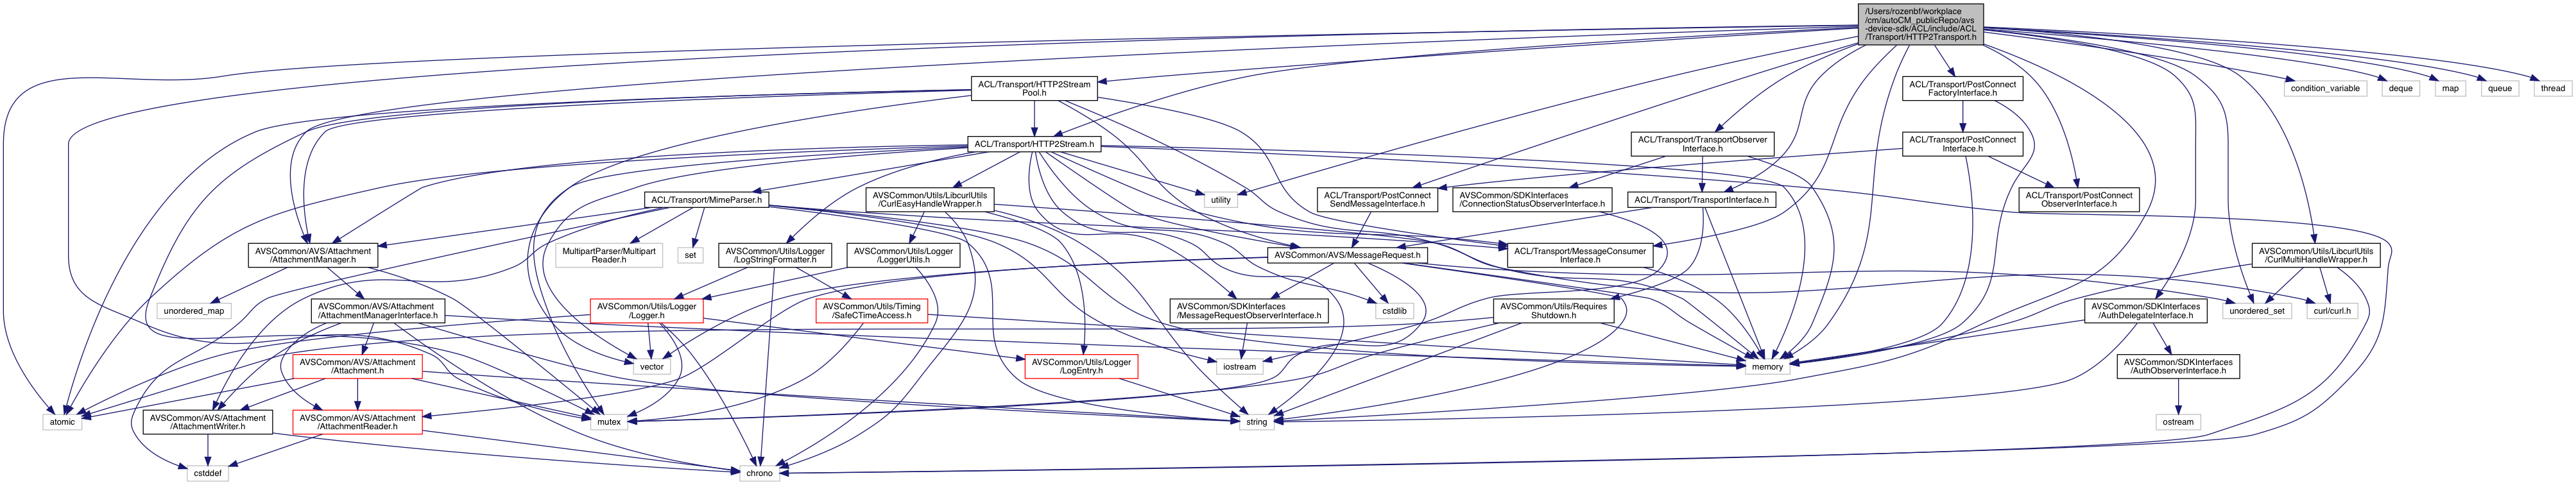 /Users/rozenbf/workplace
/cm/autoCM_publicRepo/avs
-device-sdk/ACL/include/ACL
/Transport/HTTP2Transport.h
ACL/Transport/HTTP2Stream
Pool.h
ACL/Transport/PostConnect
FactoryInterface.h
condition_variable
deque
map
queue
thread
ACL/Transport/HTTP2Stream.h
ACL/Transport/TransportObserver
Interface.h
ACL/Transport/PostConnect
Interface.h
ACL/Transport/MimeParser.h
AVSCommon/Utils/LibcurlUtils
/CurlEasyHandleWrapper.h
utility
ACL/Transport/PostConnect
SendMessageInterface.h
AVSCommon/SDKInterfaces
/ConnectionStatusObserverInterface.h
ACL/Transport/TransportInterface.h
ACL/Transport/PostConnect
ObserverInterface.h
AVSCommon/AVS/Attachment
/AttachmentManager.h
MultipartParser/Multipart
Reader.h
set
AVSCommon/Utils/Logger
/LogStringFormatter.h
AVSCommon/Utils/Logger
/LoggerUtils.h
AVSCommon/AVS/MessageRequest.h
ACL/Transport/MessageConsumer
Interface.h
AVSCommon/Utils/LibcurlUtils
/CurlMultiHandleWrapper.h
unordered_map
AVSCommon/AVS/Attachment
/AttachmentManagerInterface.h
AVSCommon/Utils/Logger
/Logger.h
AVSCommon/Utils/Timing
/SafeCTimeAccess.h
AVSCommon/SDKInterfaces
/MessageRequestObserverInterface.h
cstdlib
AVSCommon/Utils/Requires
Shutdown.h
AVSCommon/SDKInterfaces
/AuthDelegateInterface.h
unordered_set
curl/curl.h
AVSCommon/AVS/Attachment
/Attachment.h
vector
AVSCommon/Utils/Logger
/LogEntry.h
iostream
memory
AVSCommon/SDKInterfaces
/AuthObserverInterface.h
atomic
AVSCommon/AVS/Attachment
/AttachmentWriter.h
AVSCommon/AVS/Attachment
/AttachmentReader.h
mutex
string
ostream
cstddef
chrono